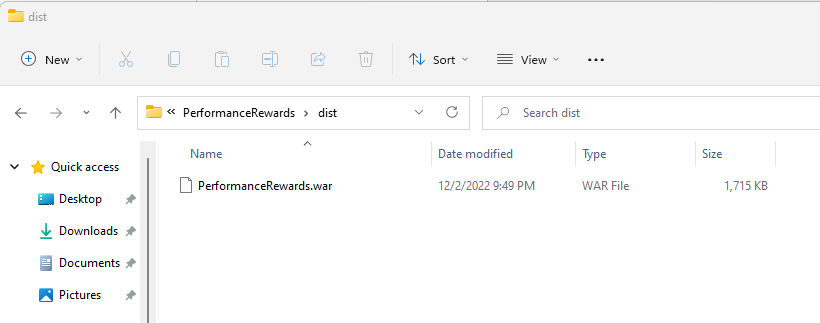 dist
New Sort View
PerformanceRewards dist Search dist
Name Date modified Type Size
Quick access
PerformanceRewards.war 12/2/2022 9:49 PM WAR File 1,715 KB
Desktop
Downloads
Documents
Pictures